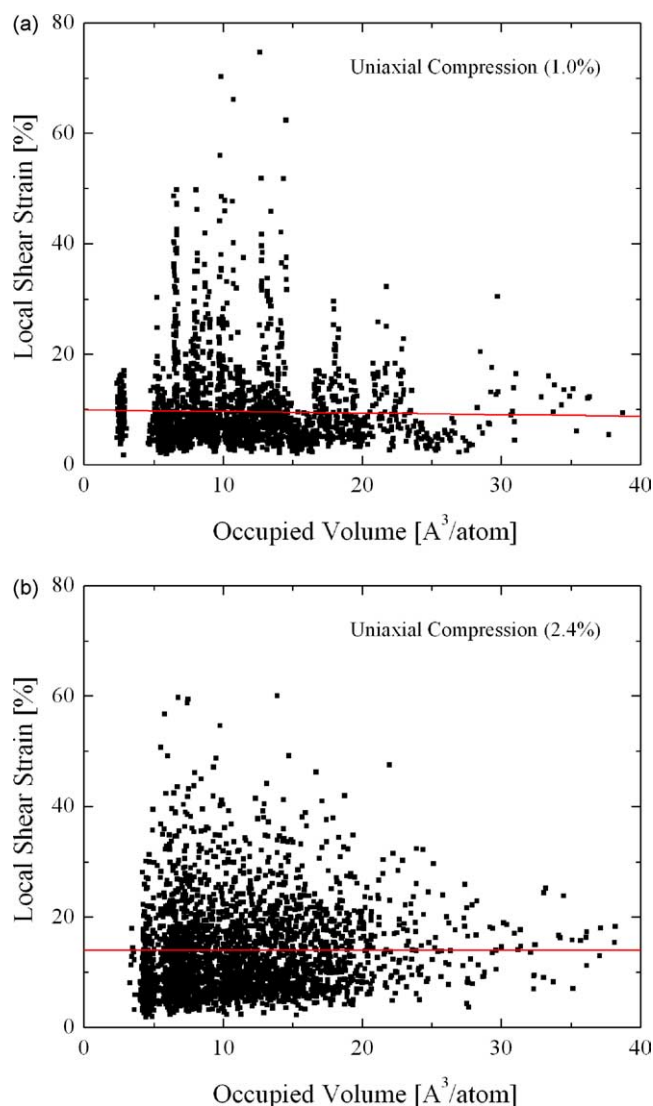 (a)
80
60
40
20
0
Local Shear Strain [%]
Uniaxial Compression (1.0%)
0 10 20 30 40
Occupied Volume [A³/atom]
(b)
80
60
40
20
0
Local Shear Strain [%]
Uniaxial Compression (2.4%)
0 10 20 30 40
Occupied Volume [A³/atom]